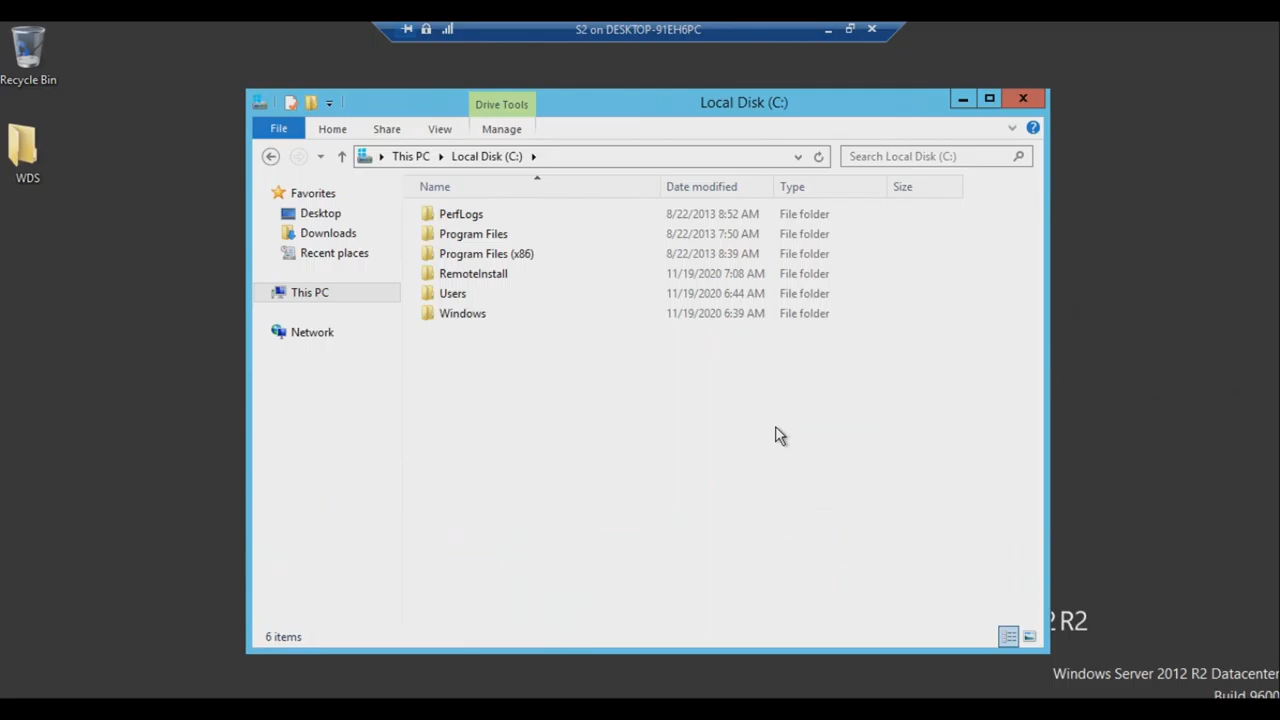 S2 on DESKTOP-91EH6PC
Recycle Bin
WDS
Drive Tools
Local Disk (C:)
File
Home
Share
View
Manage
This PC
Local Disk (C:)
Search Local Disk (C:)
Name
Date modified
Type
Size
Favorites
Desktop
Downloads
Recent places
This PC
Network
PerfLogs 8/22/2013 8:52 AM File folder
Program Files 8/22/2013 7:50 AM File folder
Program Files (x86) 8/22/2013 8:39 AM File folder
RemoteInstall 11/19/2020 7:08 AM File folder
Users 11/19/2020 6:44 AM File folder
Windows 11/19/2020 6:39 AM File folder
6 items
2 R2
Windows Server 2012 R2 Datacenter
Build 9600